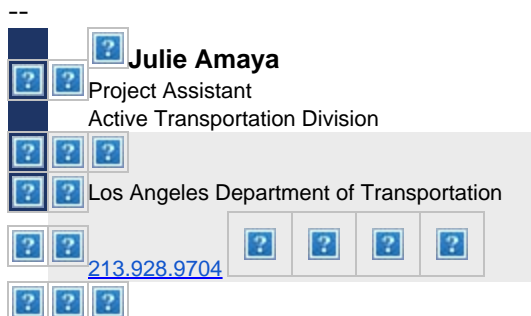 --
Julie Amaya
Project Assistant
Active Transportation Division
Los Angeles Department of Transportation
213.928.9704